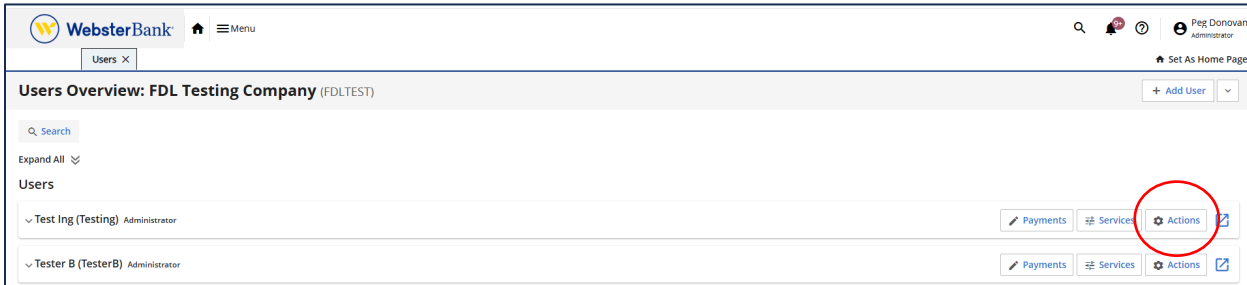 WebsterBank Menu 9+ Peg Donovan
Administrator
Users Set As Home Page
Users Overview: FDL Testing Company (FDLTEST) + Add User
Search
Expand All
Users
Test Ing (Testing) Administrator Payments Services Actions
Tester B (TesterB) Administrator Payments Services Actions